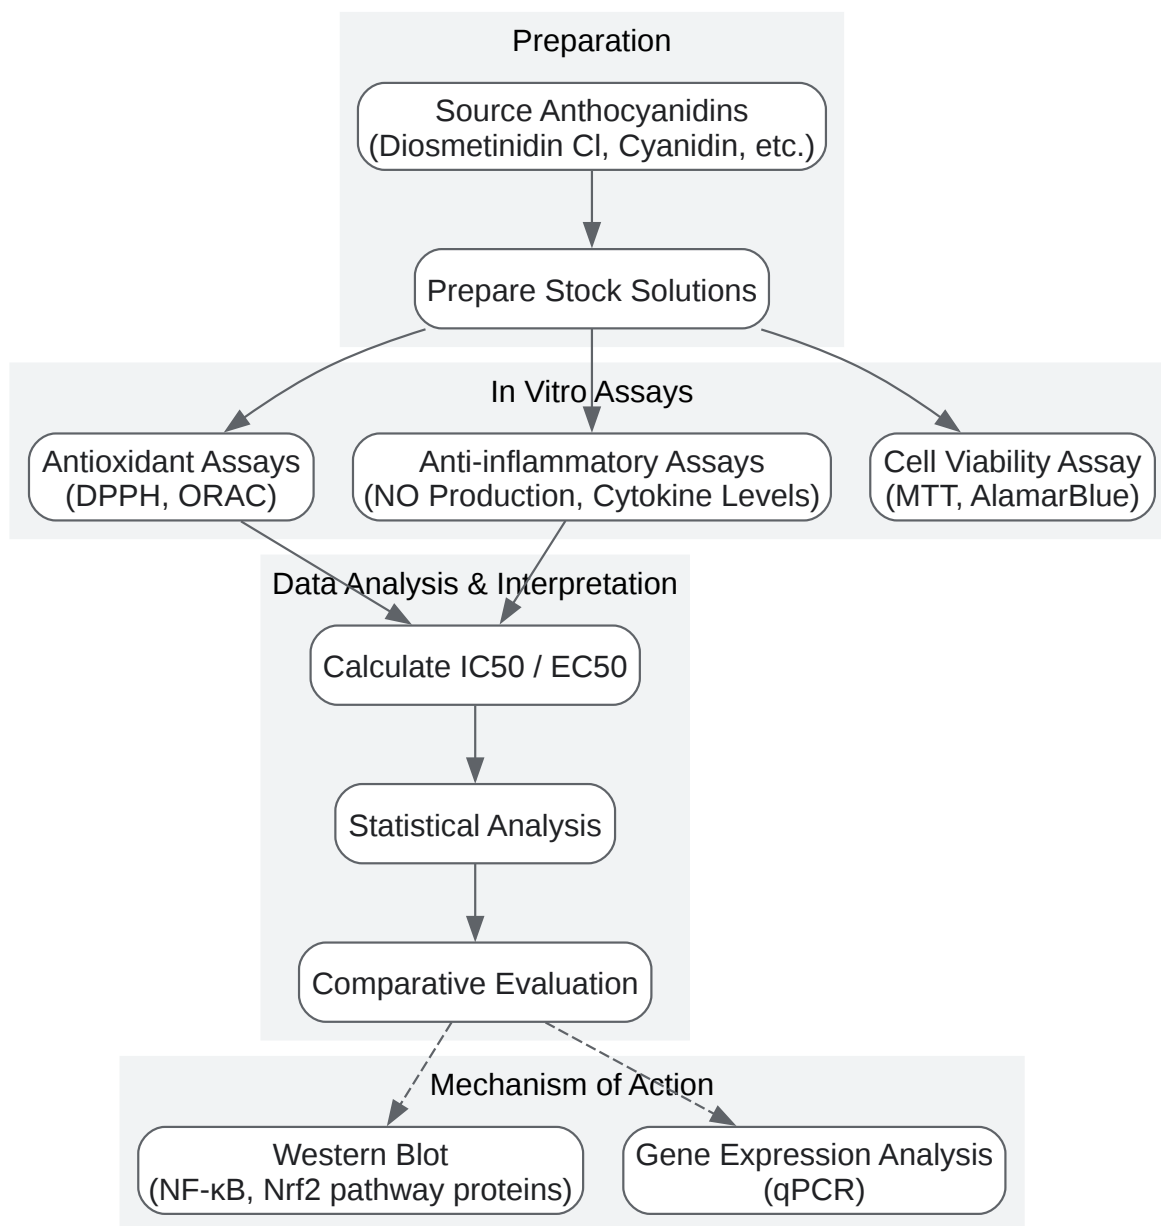 Preparation
Source Anthocyanidins
(Diosmetinidin Cl, Cyanidin, etc.)
Prepare Stock Solutions
In Vitro Assays
Antioxidant Assays
(DPPH, ORAC)
Anti-inflammatory Assays
(NO Production, Cytokine Levels)
Cell Viability Assay
(MTT, AlamarBlue)
Data Analysis & Interpretation
Calculate IC50 / EC50
Statistical Analysis
Comparative Evaluation
Mechanism of Action
Western Blot
(NF-κB, Nrf2 pathway proteins)
Gene Expression Analysis
(qPCR)